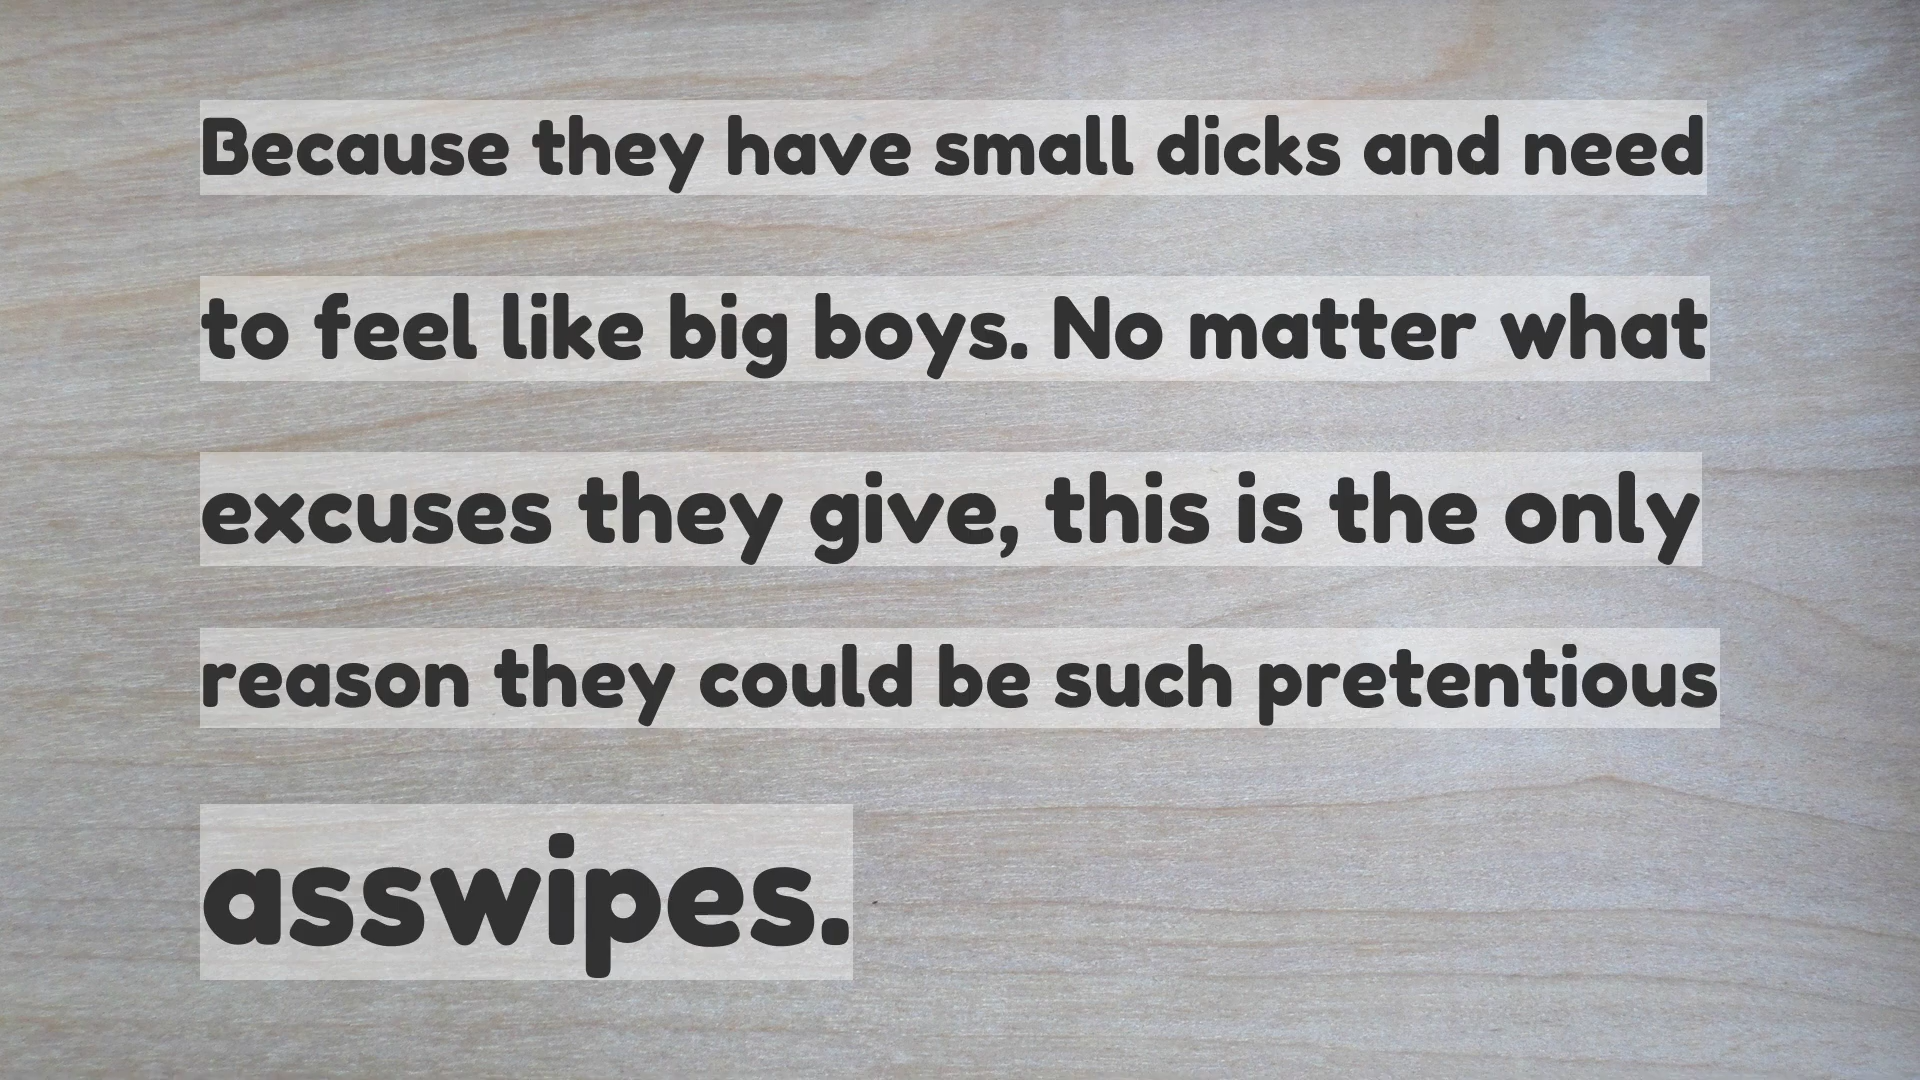 Because they have small dicks and need
to feel like big boys. No matter what
excuses they give, this is the only
reason they could be such pretentious
asswipes.